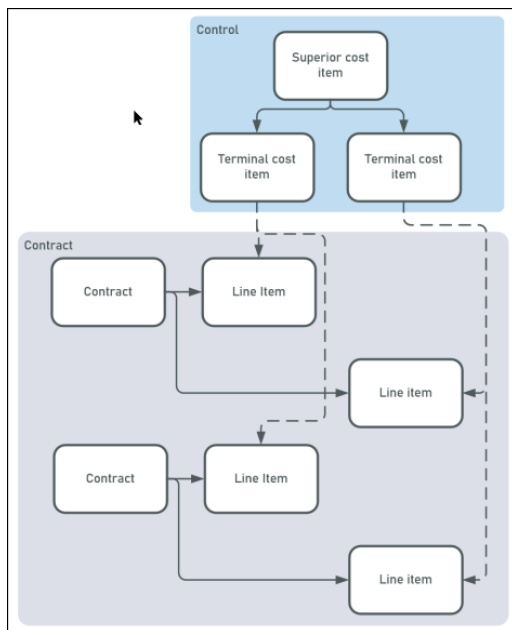 Control
Superior cost
item
Terminal cost
item
Terminal cost
item
Contract
Contract
Line Item
Line item
Contract
Line Item
Line item